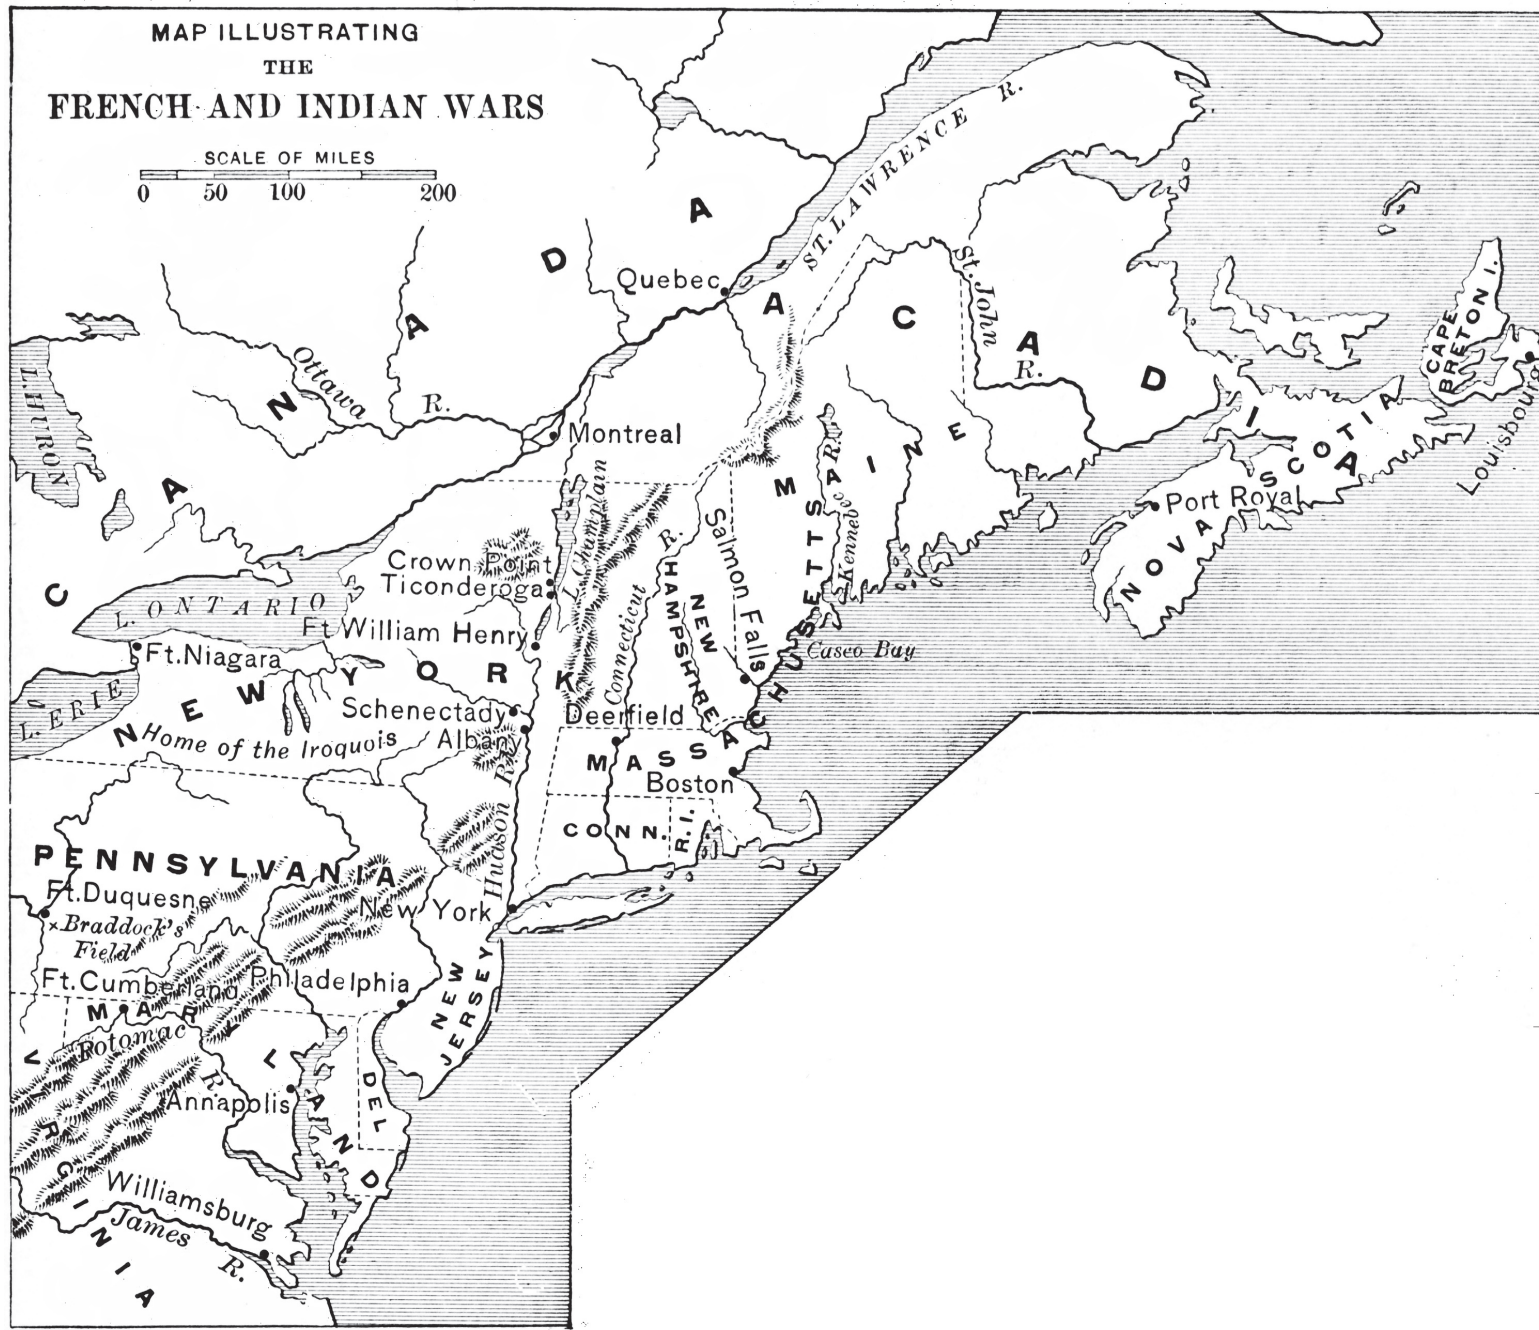 MAP ILLUSTRATING
THE
FRENCH AND INDIAN WARS
SCALE OF MILES
0 50 100 200
ST. LAWRENCE R.
CANADA
Quebec
ACADIA
St. John
R.
CAPE
BRETON I.
Louisbourg
L. HURON
Ottawa R.
Montreal
MAINE
NOVA SCOTIA
Port Royal
Kennebec R.
L. Champlain
Crown Point
Ticonderoga
Connecticut R.
Salmon Falls
NEW
HAMPSHIRE
L. ONTARIO
Ft. William Henry
Casco Bay
Ft. Niagara
L. ERIE
NEW YORK
Home of the Iroquois
Schenectady
Albany
Deerfield
MASSACHUSETTS
Boston
Hudson R.
CONN.
R.I.
PENNSYLVANIA
Ft. Duquesne
New York
Braddock's
Field
Ft. Cumberland
Philadelphia
NEW
JERSEY
MARYLAND
Potomac
R.
DEL
Annapolis
VIRGINIA
Williamsburg
James
R.